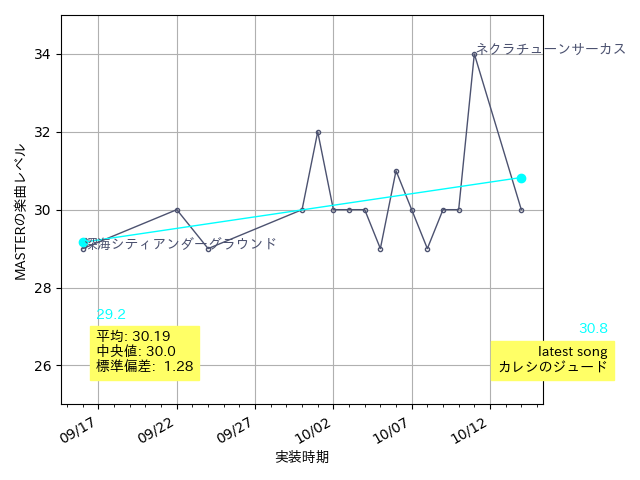 34
ネクラチューンサーカス
32
30
深海シティアンダーグラウンド
28
26
MASTERの楽曲レベル
29.2
平均: 30.19
中央値: 30.0
標準偏差: 1.28
30.8
latest song
カレシのジュード
09/17
09/22
09/27
10/02
10/07
10/12
実装時期